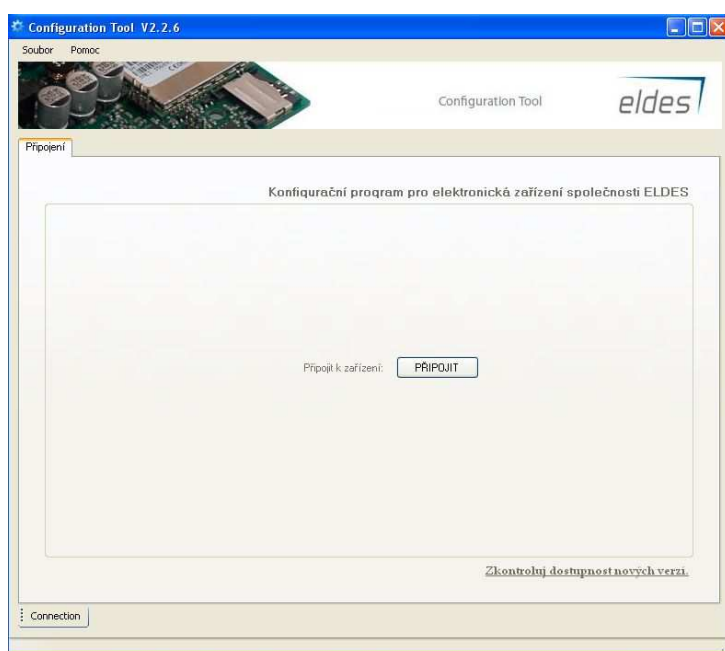 Configuration Tool V2.2.6
Soubor Pomoc
Configuration Tool
eldes
Připojení
Konfigurační program pro elektronická zařízení společnosti ELDES
Připojit k zařízení: PŘIPOJIT
Zkontroluj dostupnost nových verzi.
Connection